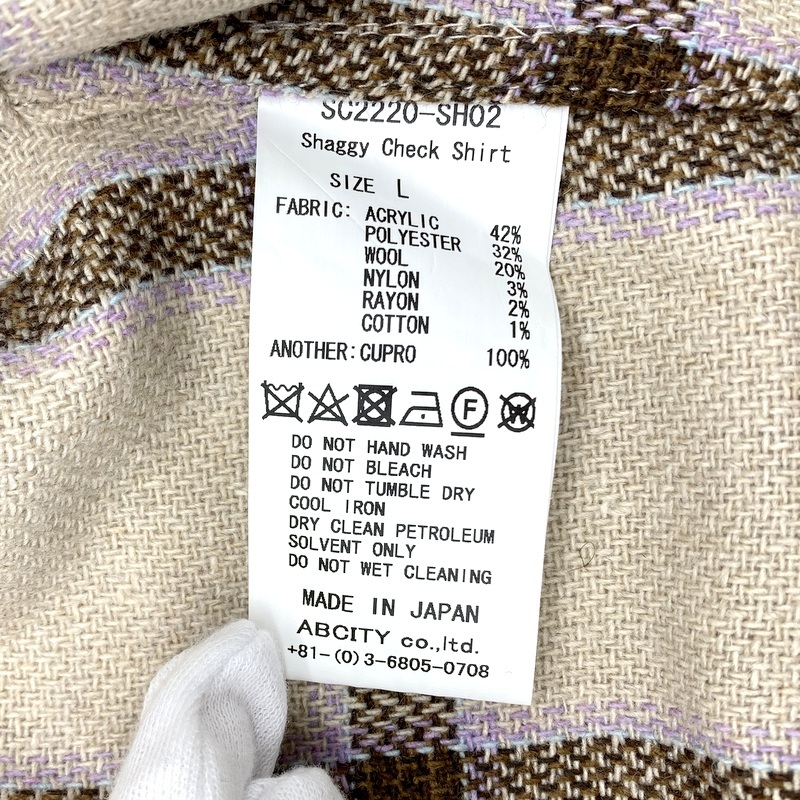 SC2220-SH02
Shaggy Check Shirt
SIZE L
FABRIC: ACRYLIC 42%
POLYESTER 32%
WOOL 20%
NYLON 3%
RAYON 2%
COTTON 1%
ANOTHER: CUPRO 100%
F W
DO NOT HAND WASH
DO NOT BLEACH
DO NOT TUMBLE DRY
COOL IRON
DRY CLEAN PETROLEUM
SOLVENT ONLY
DO NOT WET CLEANING
MADE IN JAPAN
ABCITY co.,ltd.
+81-(0)3-6805-0708